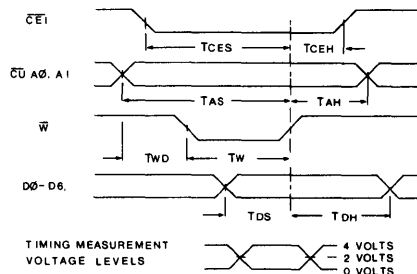 CE1
TCES TCEH
CU AØ. A1
TAS TAH
W
TWD TW
DØ-D6.
TDS TDH
TIMING MEASUREMENT
VOLTAGE LEVELS
4 VOLTS
2 VOLTS
0 VOLTS